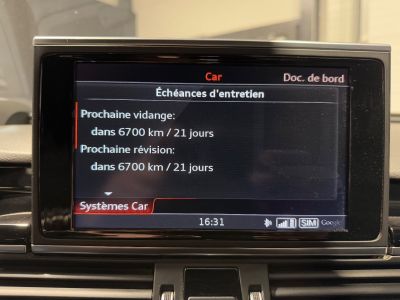 Car
Doc. de bord
Échéances d'entretien
Prochaine vidange:
dans 6700 km / 21 jours
Prochaine révision:
dans 6700 km / 21 jours
Systèmes Car
16:31
SIM
Google